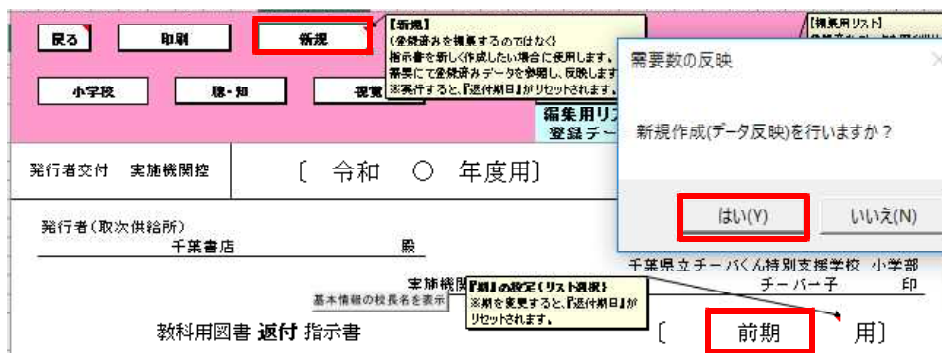 戻る 印刷 新規
【新規】
(登録済みを編集するのではなく)
指示書を新しく作成したい場合に使用します。
需要にて登録済みデータを参照し、反映します
※実行すると、『返付期日』がリセットされます。
【編集用リスト】
小学校 聴・知 視覚
編集用リ
登録デー
需要数の反映
新規作成(データ反映)を行いますか？
はい(Y) いいえ(N)
発行者交付 実施機関控
〔 令和 〇 年度用〕
発行者(取次供給所)
千葉書店 殿
千葉県立チーバくん特別支援学校 小学部
実施機関
チーバー子 印
基本情報の校長名を表示
『期』の設定(リスト選択)
※期を変更すると、『返付期日』が
リセットされます。
教科用図書 返付 指示書
〔 前期 用〕